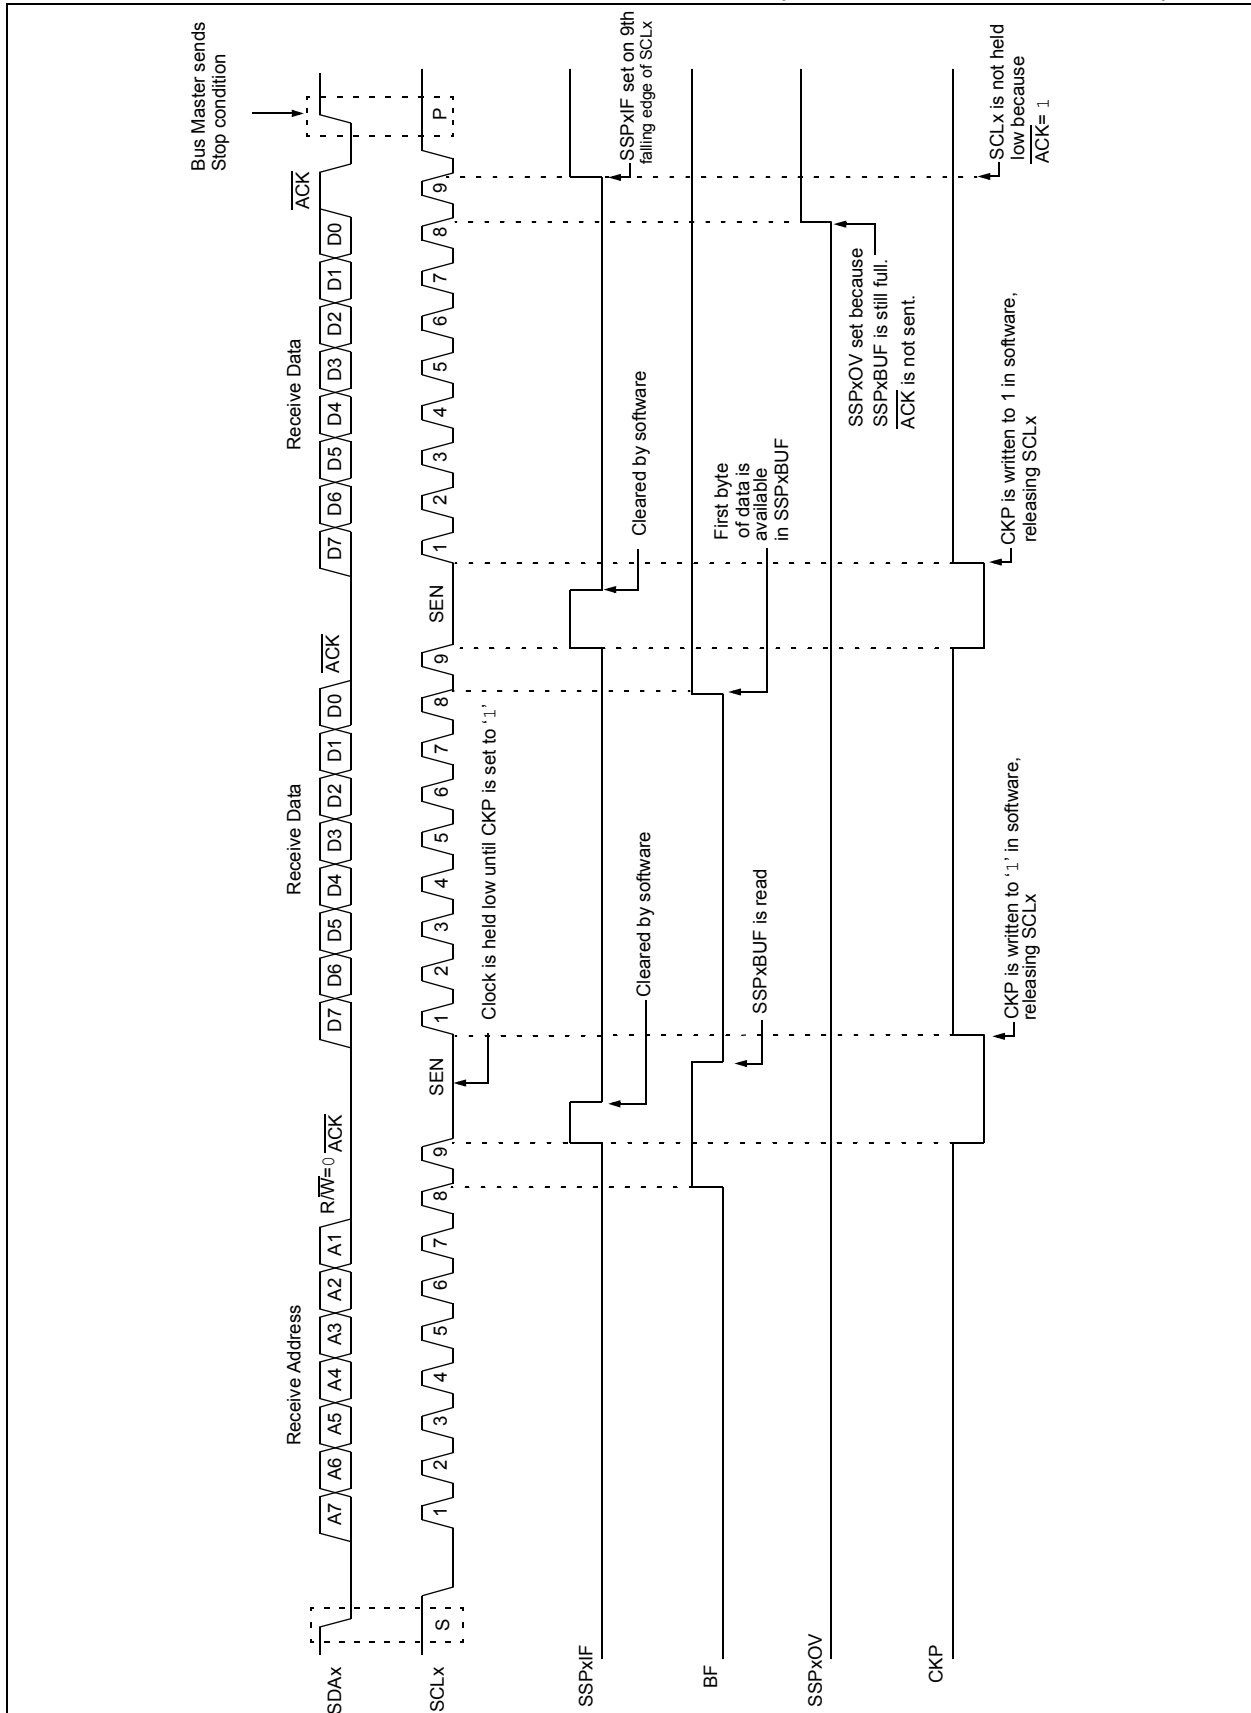 Bus Master sends
Stop condition
Receive Address
Receive Data
Receive Data
SDAx
A7 A6 A5 A4 A3 A2 A1 R/W=0 ACK D7 D6 D5 D4 D3 D2 D1 D0 ACK D7 D6 D5 D4 D3 D2 D1 D0 ACK
SCLx
S 1 2 3 4 5 6 7 8 9 SEN 1 2 3 4 5 6 7 8 9 SEN 1 2 3 4 5 6 7 8 9 P
Clock is held low until CKP is set to ‘1’
SSPxIF
Cleared by software
Cleared by software
SSPxIF set on 9th
falling edge of SCLx
BF
SSPxBUF is read
First byte
of data is
available
in SSPxBUF
SSPxOV
SSPxOV set because
SSPxBUF is still full.
ACK is not sent.
CKP
CKP is written to ‘1’ in software,
releasing SCLx
CKP is written to 1 in software,
releasing SCLx
SCLx is not held
low because
ACK= 1